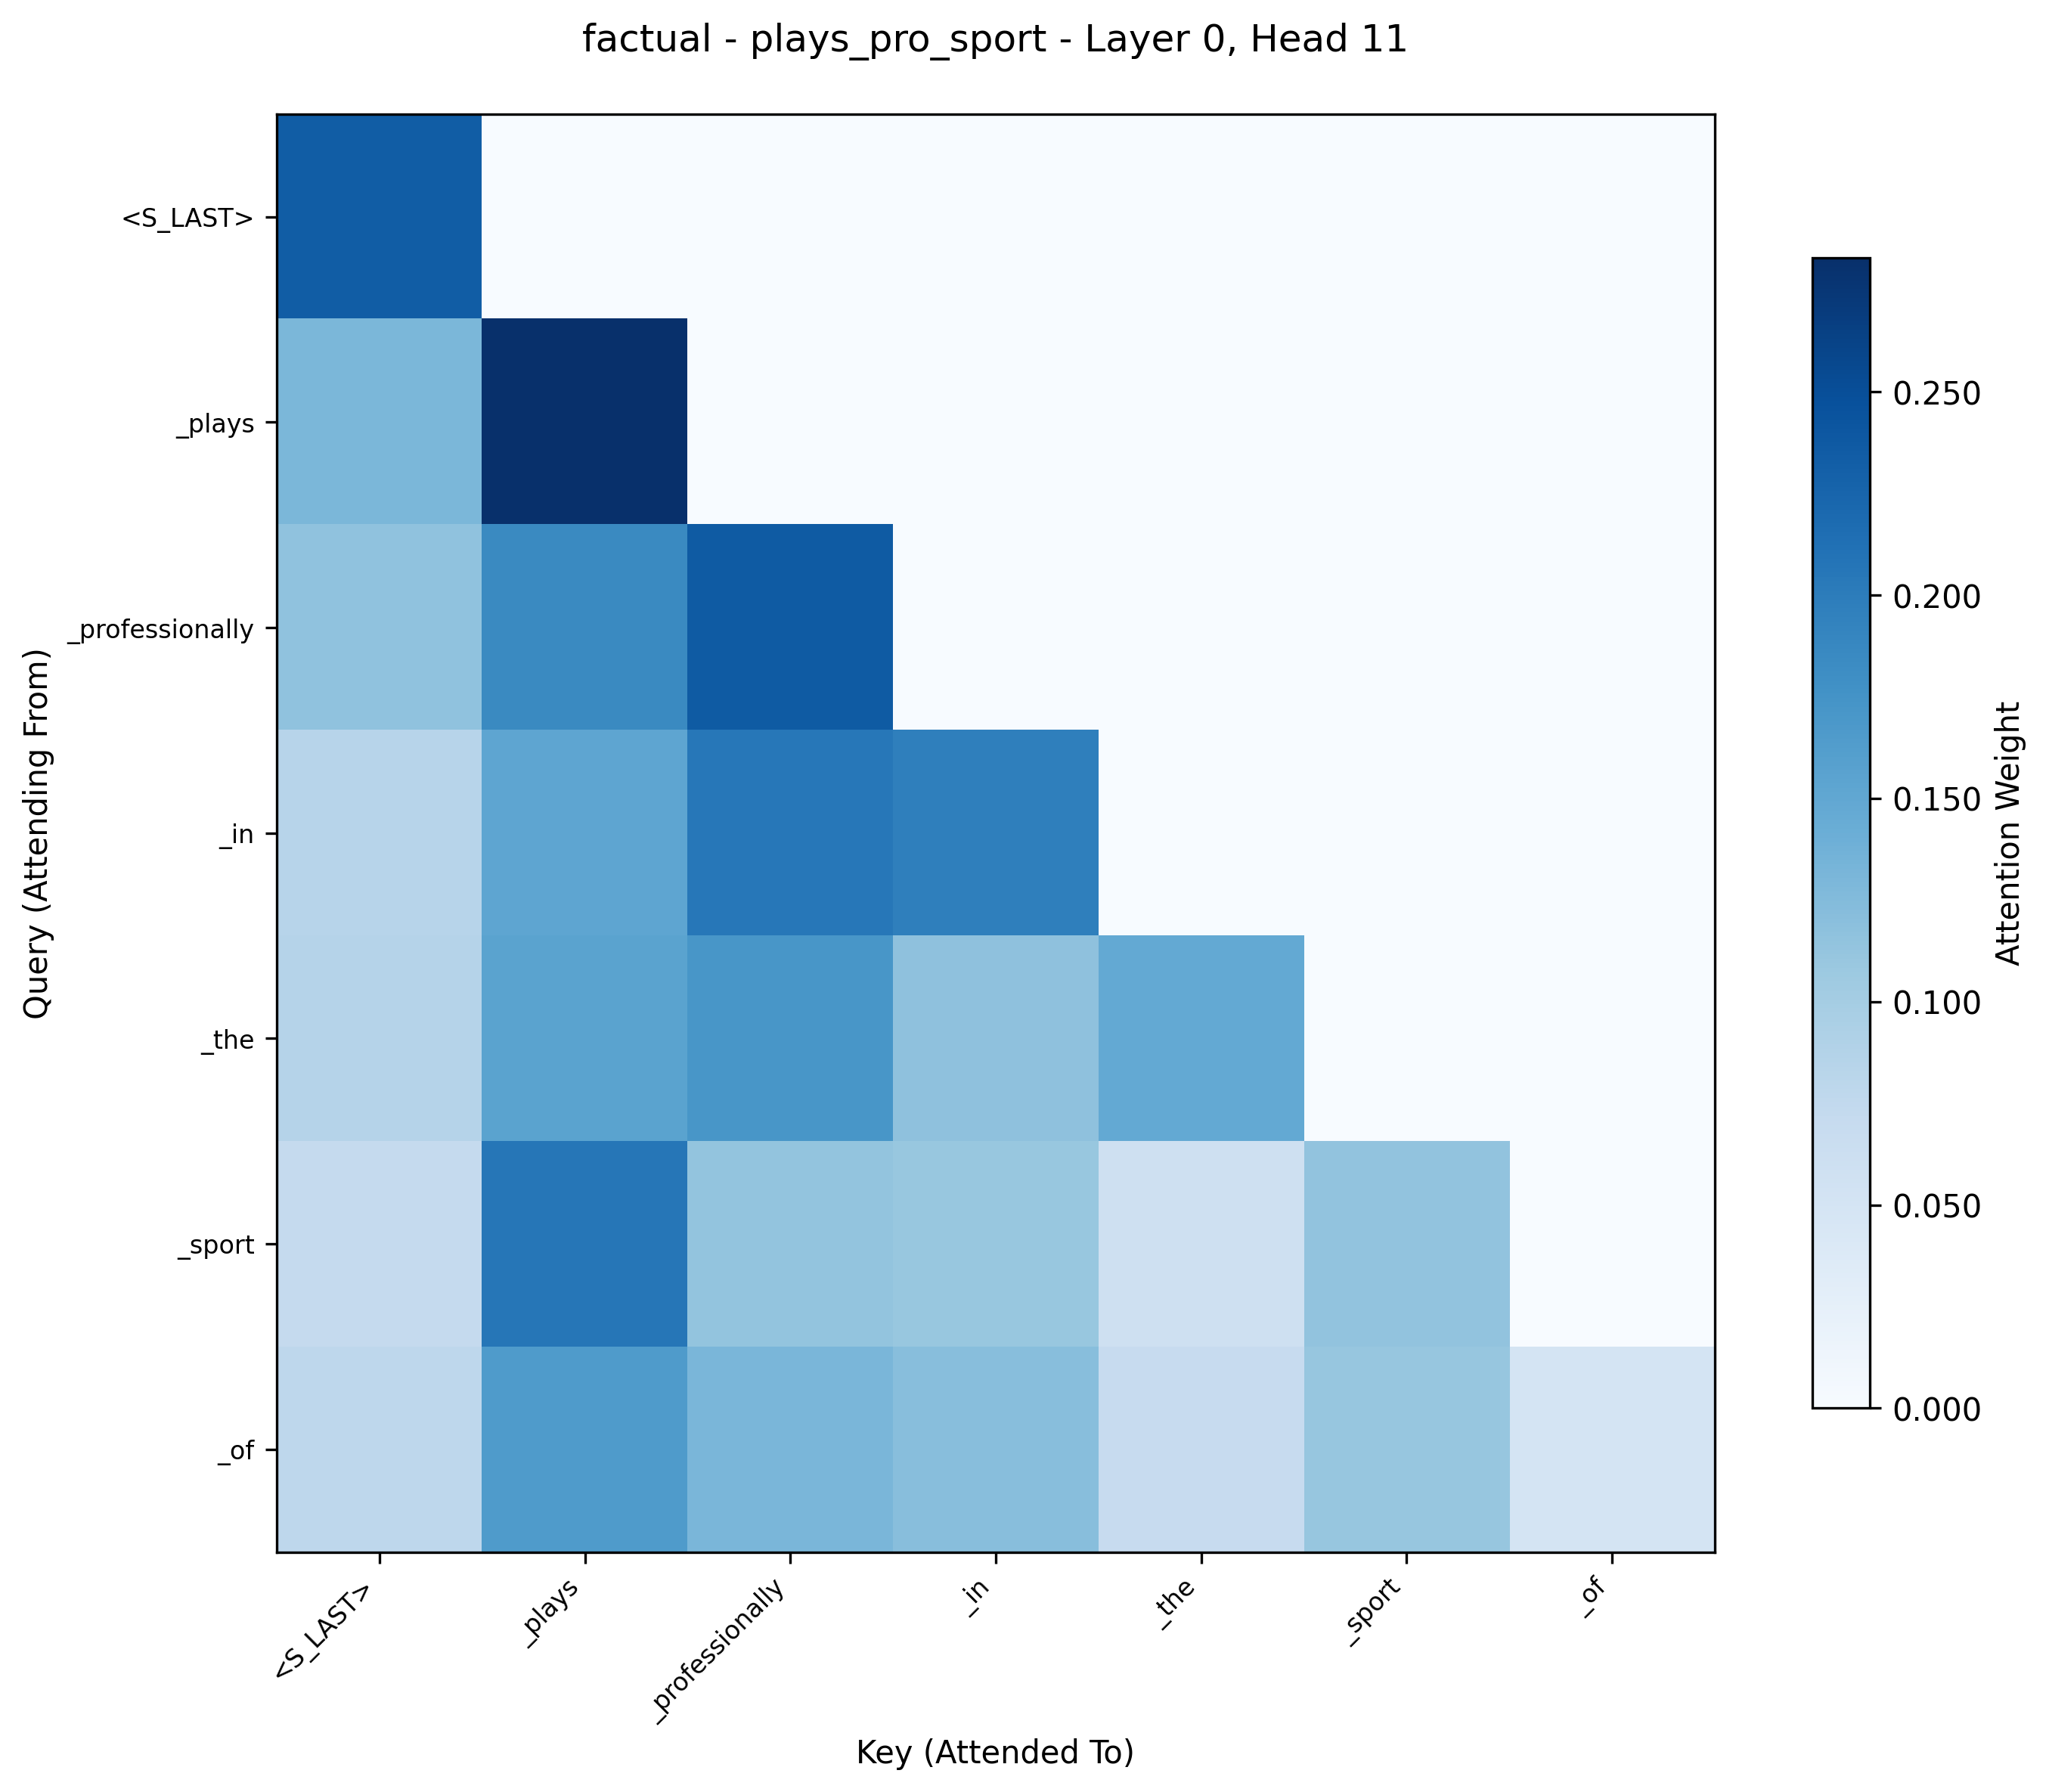 factual - plays_pro_sport - Layer 0, Head 11
Query (Attending From)
<S_LAST>
_plays
_professionally
_in
_the
_sport
_of
<S_LAST>
_plays
_professionally
_in
_the
_sport
_of
Key (Attended To)
0.250
0.200
0.150
0.100
0.050
0.000
Attention Weight